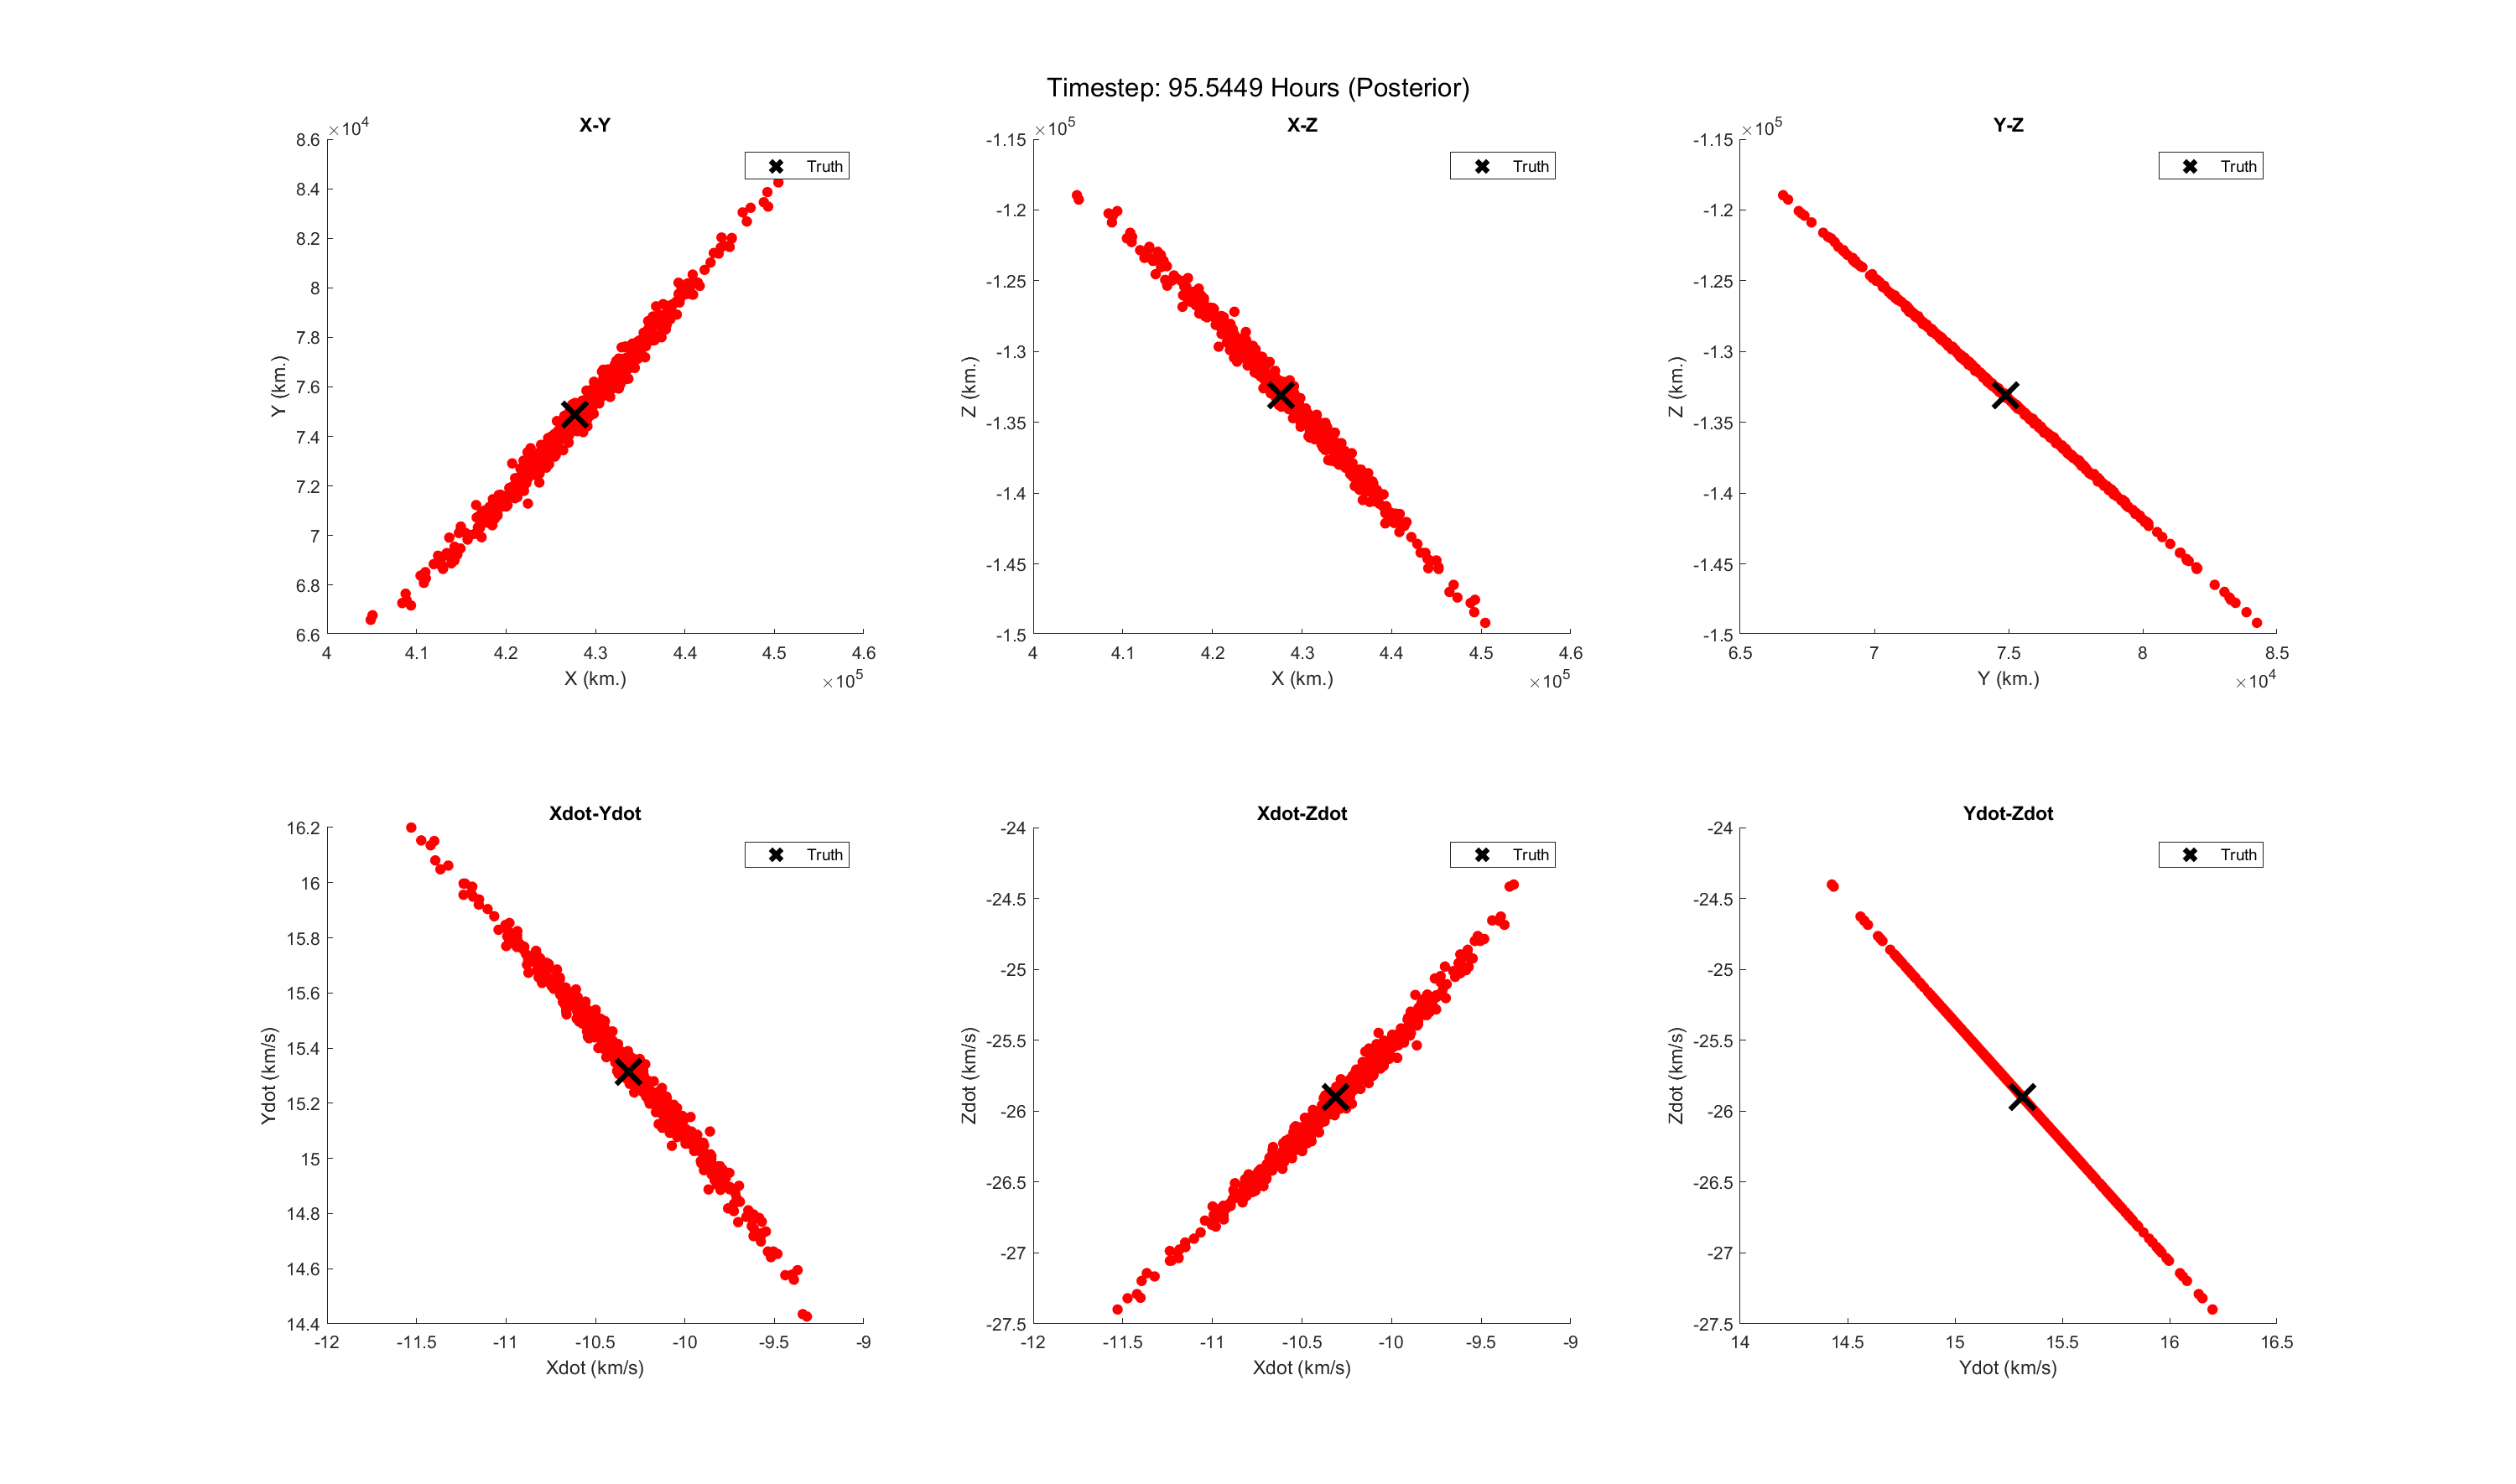 Timestep: 95.5449 Hours (Posterior)
X-Y
×10^4
8.6
8.4
8.2
8
7.8
7.6
7.4
7.2
7
6.8
6.6
Y (km.)
Truth
4 4.1 4.2 4.3 4.4 4.5 4.6
X (km.)
×10^5
X-Z
×10^5
-1.15
-1.2
-1.25
-1.3
-1.35
-1.4
-1.45
-1.5
Z (km.)
Truth
4 4.1 4.2 4.3 4.4 4.5 4.6
X (km.)
×10^5
Y-Z
×10^5
-1.15
-1.2
-1.25
-1.3
-1.35
-1.4
-1.45
-1.5
Z (km.)
Truth
6.5 7 7.5 8 8.5
Y (km.)
×10^4
Xdot-Ydot
16.2
16
15.8
15.6
15.4
15.2
15
14.8
14.6
14.4
Ydot (km/s)
Truth
-12 -11.5 -11 -10.5 -10 -9.5 -9
Xdot (km/s)
Xdot-Zdot
-24
-24.5
-25
-25.5
-26
-26.5
-27
-27.5
Zdot (km/s)
Truth
-12 -11.5 -11 -10.5 -10 -9.5 -9
Xdot (km/s)
Ydot-Zdot
-24
-24.5
-25
-25.5
-26
-26.5
-27
-27.5
Zdot (km/s)
Truth
14 14.5 15 15.5 16 16.5
Ydot (km/s)